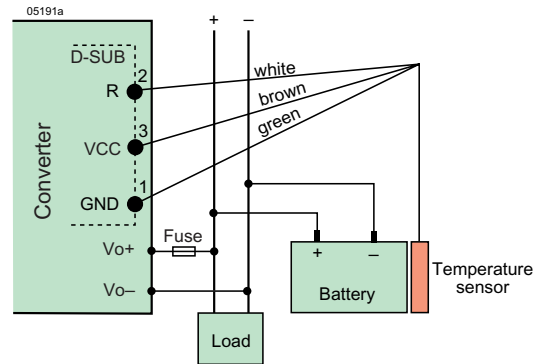 05191a
+ –
D-SUB
2
R
white
3
VCC
brown
1
GND
green
Converter
Vo+
Fuse
Vo–
+ –
Battery
Temperature
sensor
Load